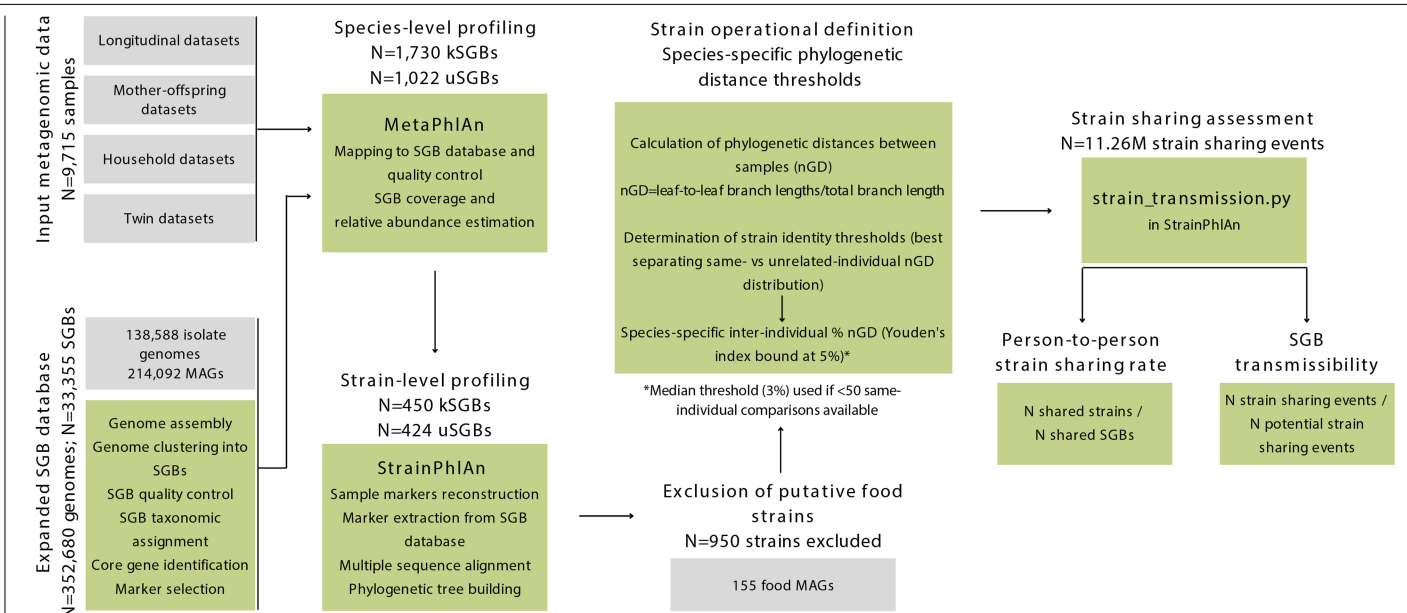 Input metagenomic data
N=9,715 samples
Longitudinal datasets
Mother-offspring
datasets
Household datasets
Twin datasets
Expanded SGB database
N=352,680 genomes; N=33,355 SGBs
138,588 isolate
genomes
214,092 MAGs
Genome assembly
Genome clustering into
SGBs
SGB quality control
SGB taxonomic
assignment
Core gene identification
Marker selection
Species-level profiling
N=1,730 kSGBs
N=1,022 uSGBs
MetaPhlAn
Mapping to SGB database and
quality control
SGB coverage and
relative abundance estimation
Strain-level profiling
N=450 kSGBs
N=424 uSGBs
StrainPhlAn
Sample markers reconstruction
Marker extraction from SGB
database
Multiple sequence alignment
Phylogenetic tree building
Strain operational definition
Species-specific phylogenetic
distance thresholds
Calculation of phylogenetic distances between
samples (nGD)
nGD=leaf-to-leaf branch lengths/total branch length
Determination of strain identity thresholds (best
separating same- vs unrelated-individual nGD
distribution)
Species-specific inter-individual % nGD (Youden's
index bound at 5%)*
*Median threshold (3%) used if <50 same-
individual comparisons available
Exclusion of putative food
strains
N=950 strains excluded
155 food MAGs
Strain sharing assessment
N=11.26M strain sharing events
strain_transmission.py
in StrainPhlAn
Person-to-person
strain sharing rate
N shared strains /
N shared SGBs
SGB
transmissibility
N strain sharing events /
N potential strain
sharing events